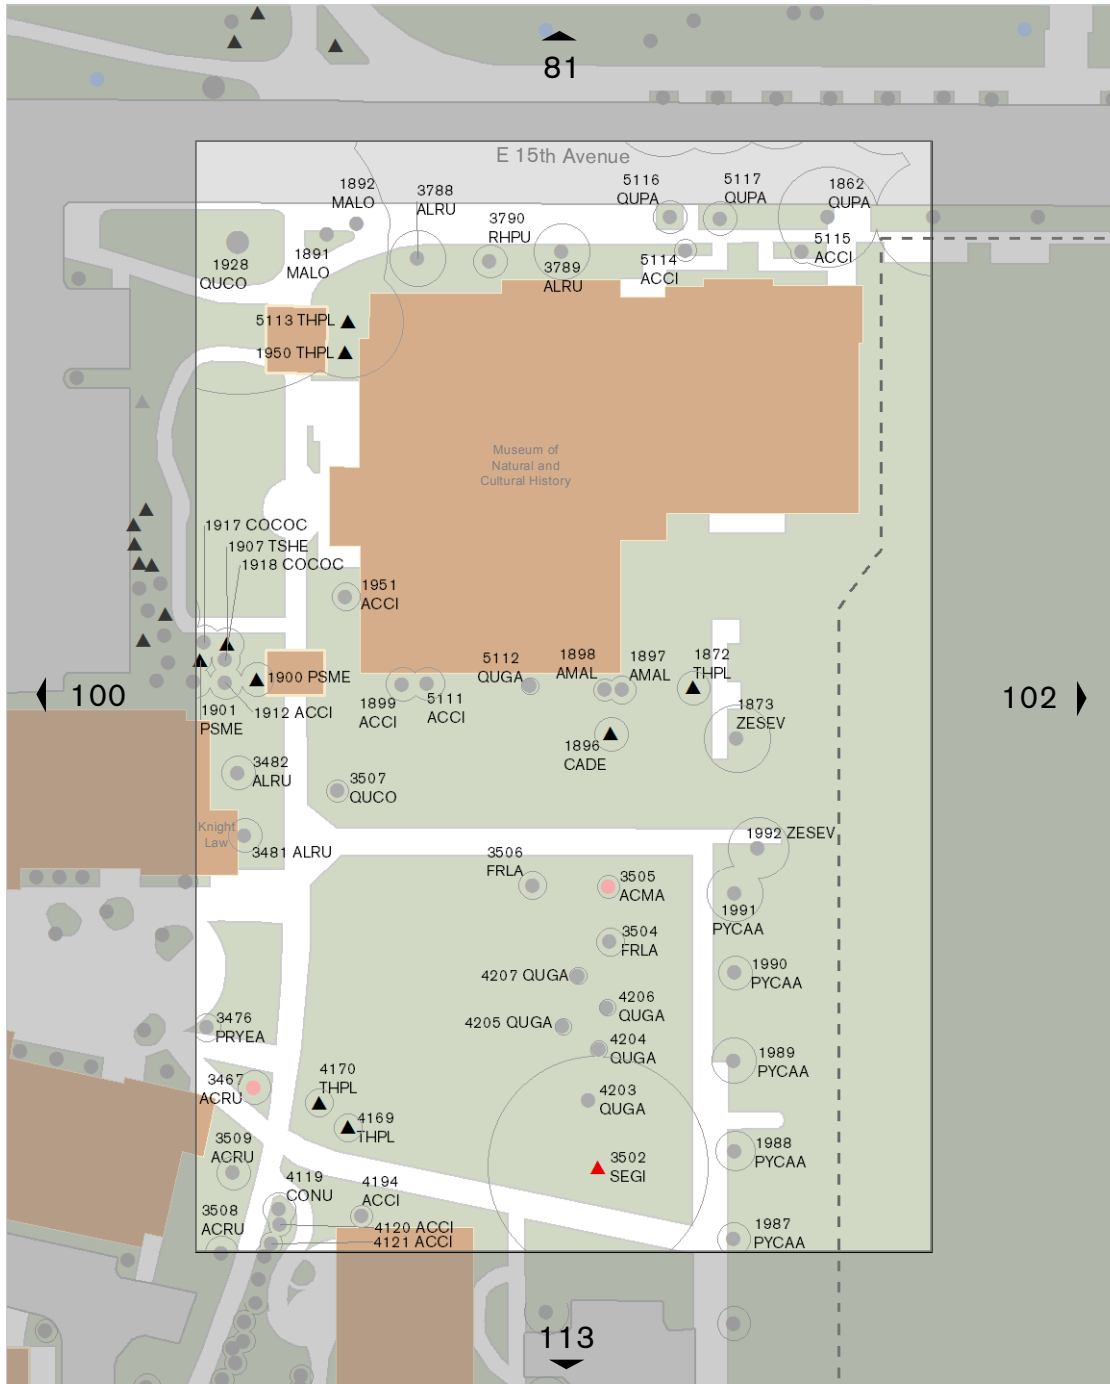 81
E 15th Avenue
1892
MALO
3788
ALRU
5116
QUPA
5117
QUPA
1862
QUPA
3790
RHPU
1928
QUCO
1891
MALO
3789
ALRU
5114
ACCI
5115
ACCI
5113 THPL
1950 THPL
Museum of
Natural and
Cultural History
1917 COCOC
1907 TSHE
1918 COCOC
1951
ACCI
5112
QUGA
1898
AMAL
1897
AMAL
1872
THPL
1900 PSME
100
102
1901
PSME
1912 ACCI
1899
ACCI
5111
ACCI
1873
ZESEV
1896
CADE
3482
ALRU
3507
QUCO
Knight
Law
3481 ALRU
1992 ZESEV
3506
FRLA
3505
ACMA
1991
PYCAA
3504
FRLA
4207 QUGA
1990
PYCAA
4206
QUGA
4205 QUGA
3476
PRYEA
4204
QUGA
1989
PYCAA
3467
ACRU
4170
THPL
4203
QUGA
4169
THPL
3509
ACRU
3502
SEGI
1988
PYCAA
4119
CONU
4194
ACCI
3508
ACRU
4120 ACCI
4121 ACCI
1987
PYCAA
113